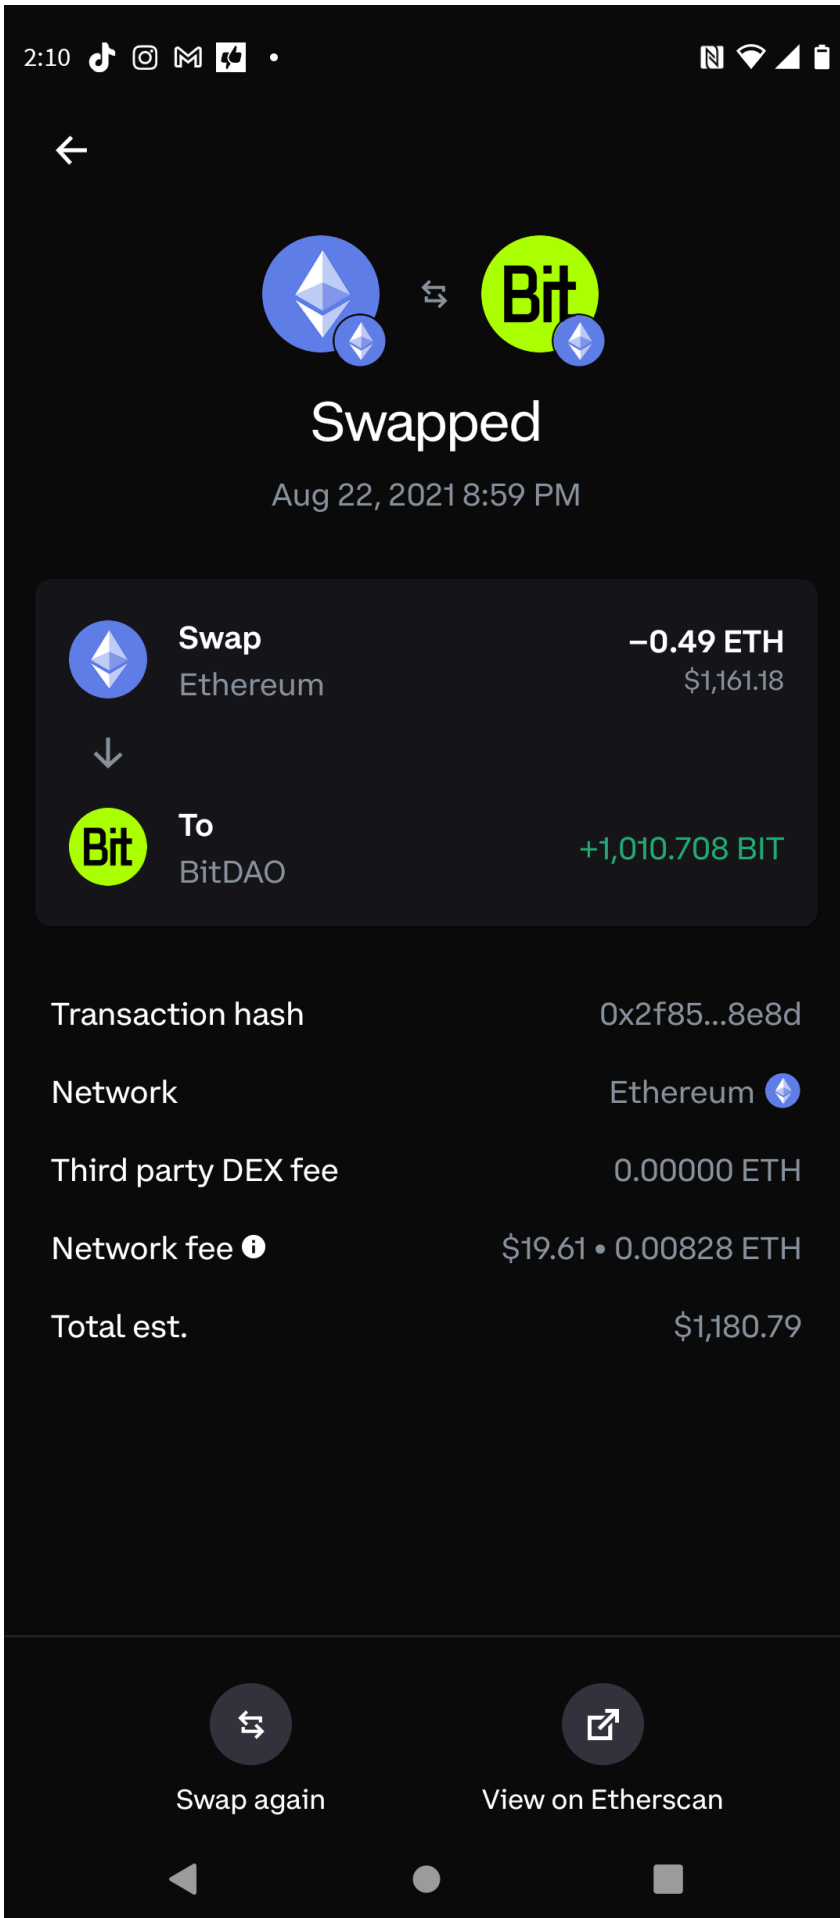 2:10
Bit
Swapped
Aug 22, 2021 8:59 PM
Swap
−0.49 ETH
Ethereum
$1,161.18
Bit
To
+1,010.708 BIT
BitDAO
Transaction hash 0x2f85...8e8d
Network Ethereum
Third party DEX fee 0.00000 ETH
Network fee $19.61 • 0.00828 ETH
Total est. $1,180.79
Swap again View on Etherscan